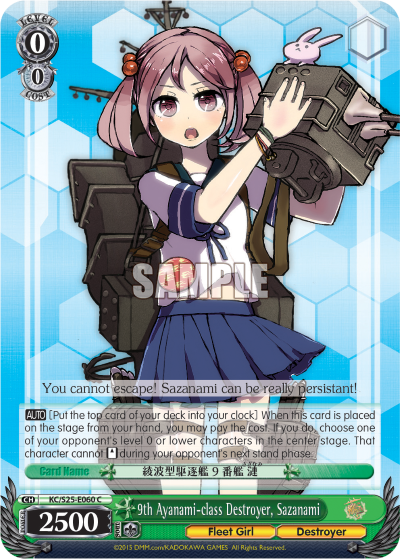 LEVEL
0
0
COST
SAMPLE
You cannot escape! Sazanami can be really persistant!
AUTO [Put the top card of your deck into your clock] When this card is placed
on the stage from your hand, you may pay the cost. If you do, choose one
of your opponent's level 0 or lower characters in the center stage. That
character cannot during your opponent's next stand phase.
Card Name
綾波型駆逐艦 9番艦 漣
KC/S25-E060 C
9th Ayanami-class Destroyer, Sazanami
2500
Fleet Girl
Destroyer
©2015 DMM.com/KADOKAWA GAMES All Rights Reserved.